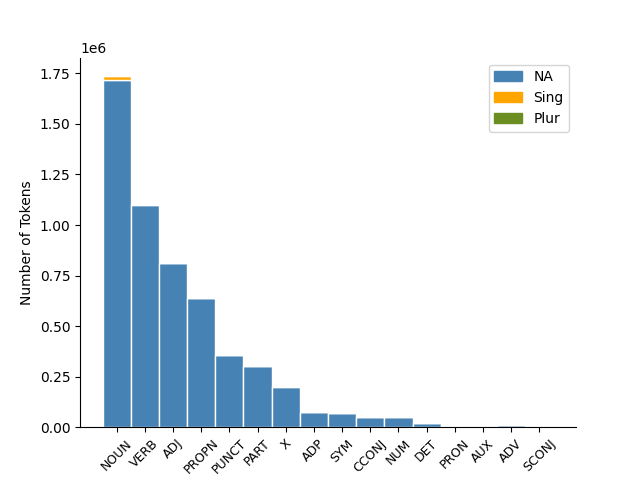 1e6
1.75
1.50
1.25
1.00
0.75
0.50
0.25
0.00
Number of Tokens
NA
Sing
Plur
NOUN
VERB
ADJ
PROPN
PUNCT
PART
X
ADP
SYM
CCONJ
NUM
DET
PRON
AUX
ADV
SCONJ